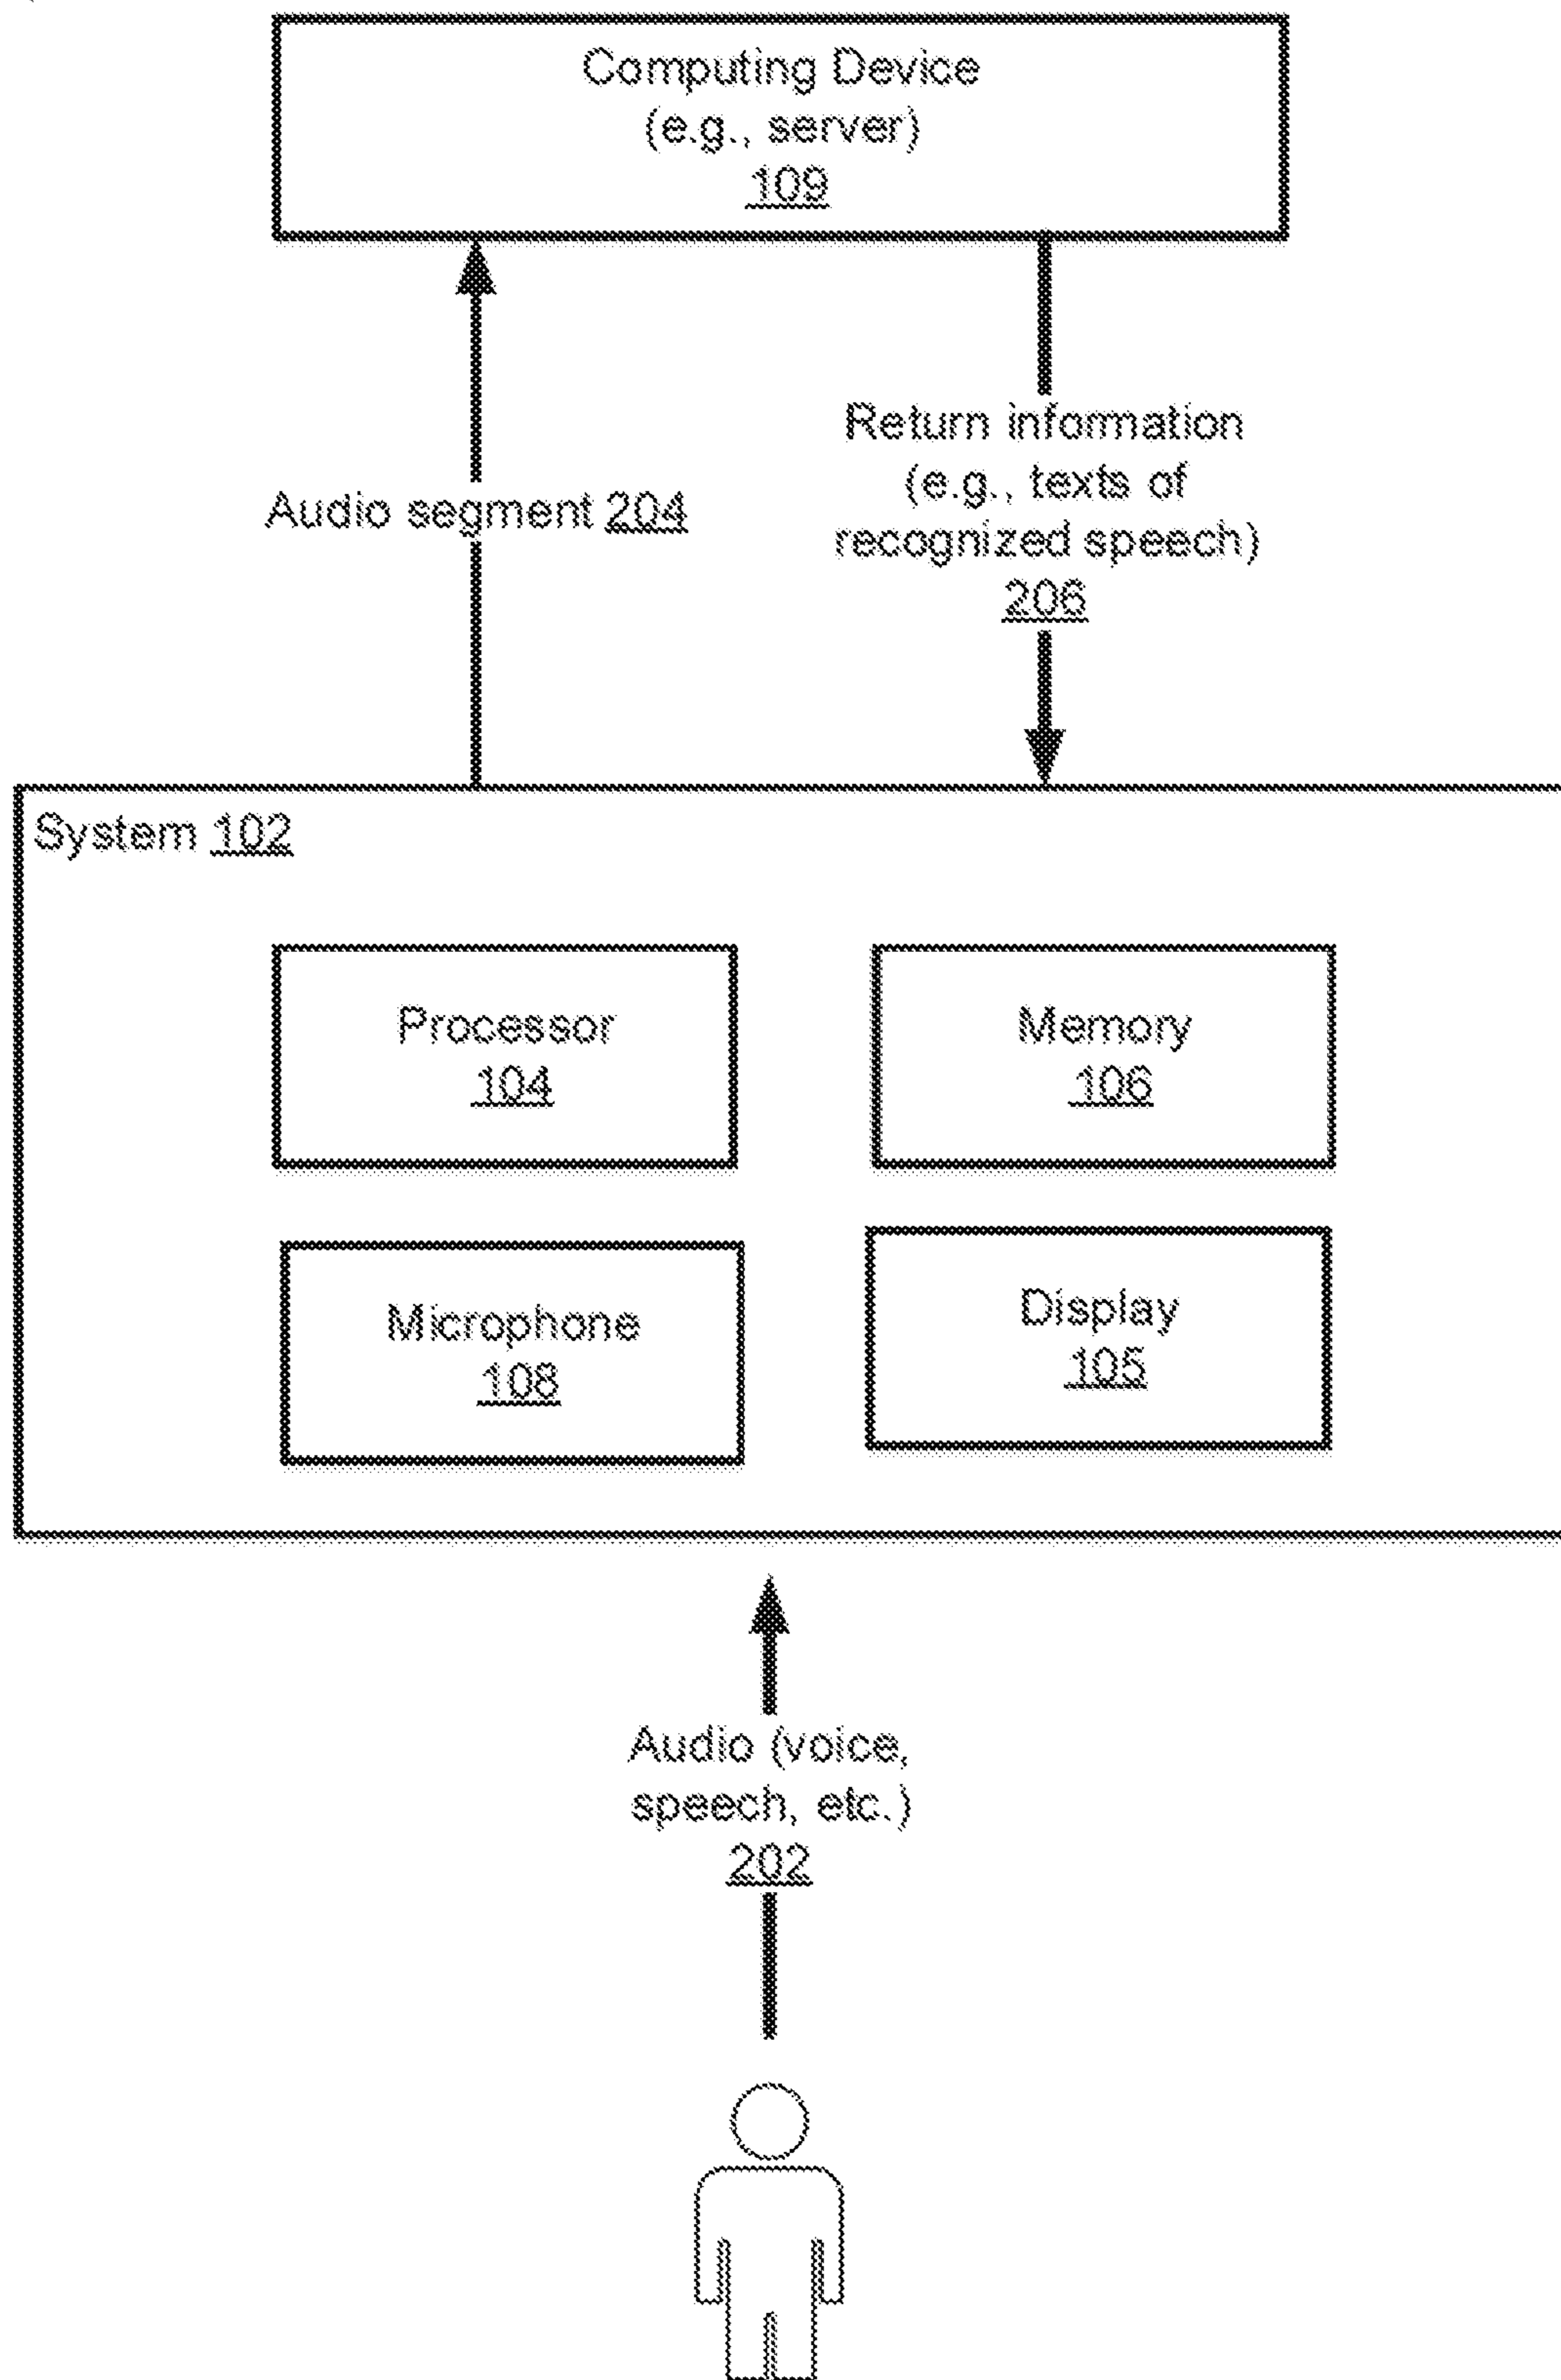 Computing Device
(e.g., server)
109
Audio segment 204
Return information
(e.g., texts of
recognized speech)
206
System 102
Processor
104
Memory
106
Microphone
108
Display
105
Audio (voice,
speech, etc.)
202